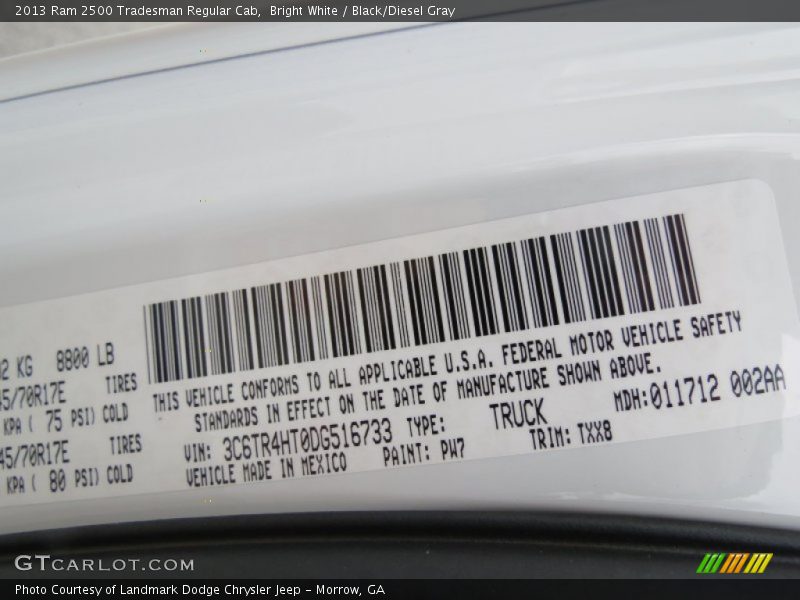 2013 Ram 2500 Tradesman Regular Cab,  Bright White / Black/Diesel Gray
KG 8800 LB
45/70R17E TIRES
KPA ( 75 PSI) COLD
45/70R17E TIRES
KPA ( 80 PSI) COLD
THIS VEHICLE CONFORMS TO ALL APPLICABLE U.S.A. FEDERAL MOTOR VEHICLE SAFETY
STANDARDS IN EFFECT ON THE DATE OF MANUFACTURE SHOWN ABOVE.
VIN: 3C6TR4HT0DG516733 TYPE: TRUCK MDH:011712 002AA
VEHICLE MADE IN MEXICO PAINT: PW7 TRIM: TXX8
GTCARLOT.COM
Photo Courtesy of Landmark Dodge Chrysler Jeep – Morrow, GA